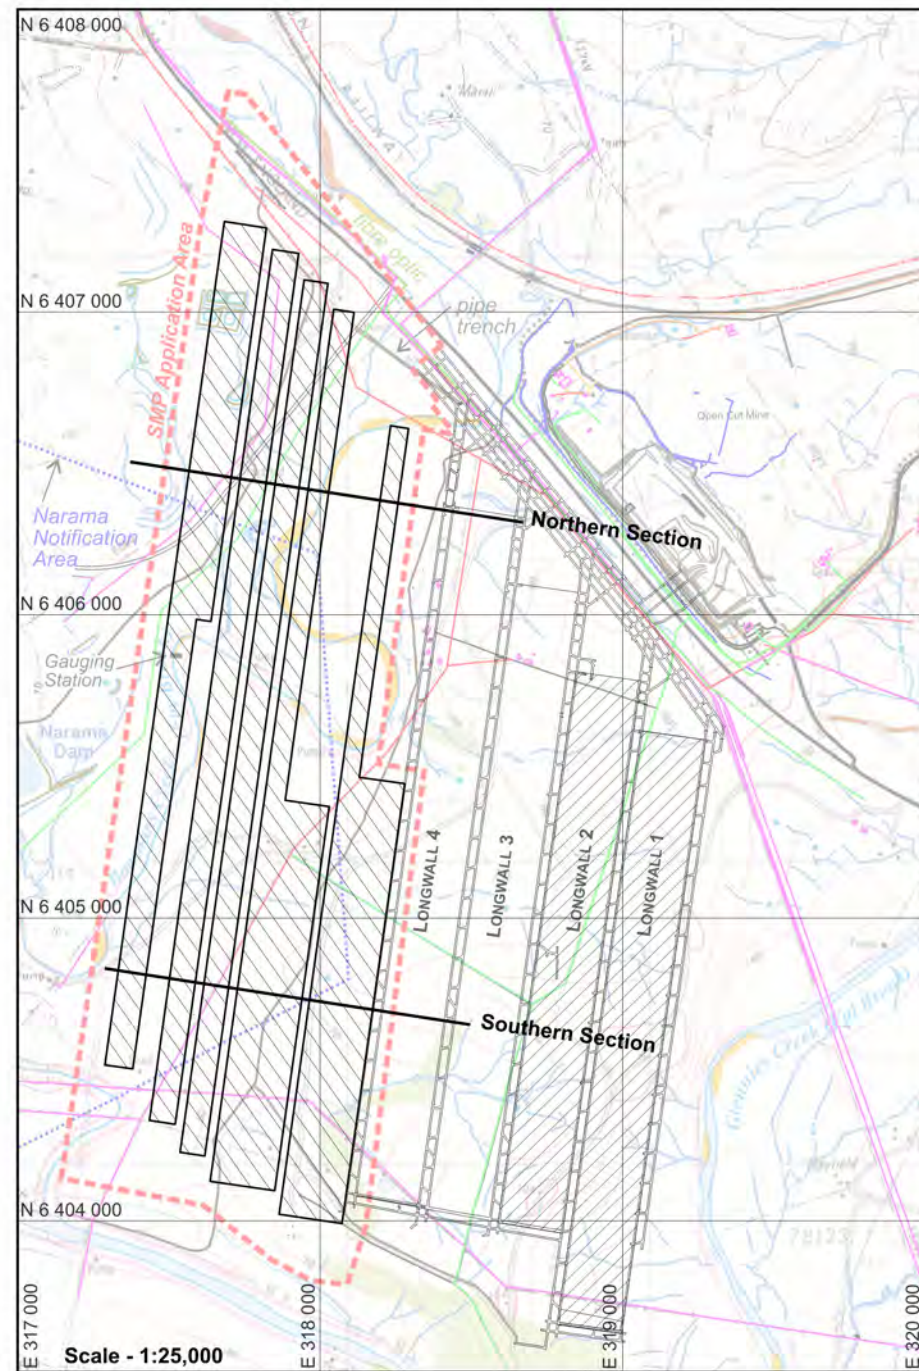 N 6 408 000
RAILWAY
fibre optic
SMP Application Area
N 6 407 000
pipe
trench
Open Cut Mine
Narama
Notification
Area
Northern Section
N 6 406 000
Gauging
Station
Narama
Dam
LONGWALL 4
LONGWALL 3
LONGWALL 2
LONGWALL 1
N 6 405 000
Southern Section
N 6 404 000
E 317 000
E 318 000
E 319 000
E 320 000
Scale - 1:25,000